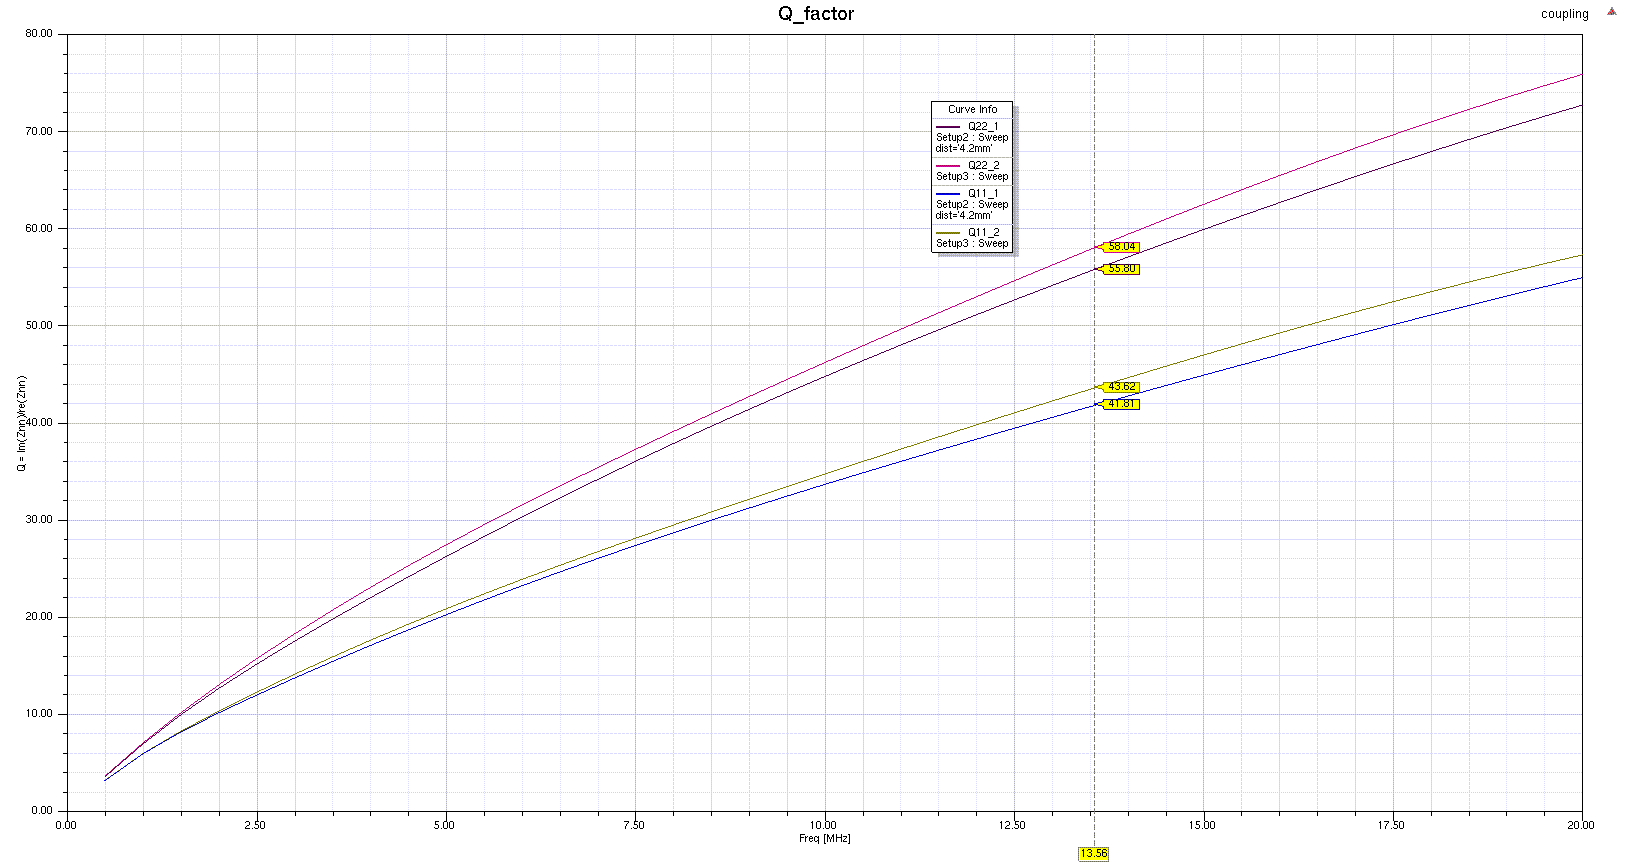 Q_factor
coupling
80.00
70.00
60.00
50.00
40.00
30.00
20.00
10.00
0.00
Q = Im(Znn)/re(Znn)
Curve Info
Q22_1
Setup2 : Sweep
dist='4.2mm'
Q22_2
Setup3 : Sweep
Q11_1
Setup2 : Sweep
dist='4.2mm'
Q11_2
Setup3 : Sweep
58.04
55.80
43.62
41.81
0.00 2.50 5.00 7.50 10.00 12.50 15.00 17.50 20.00
Freq [MHz]
13.56